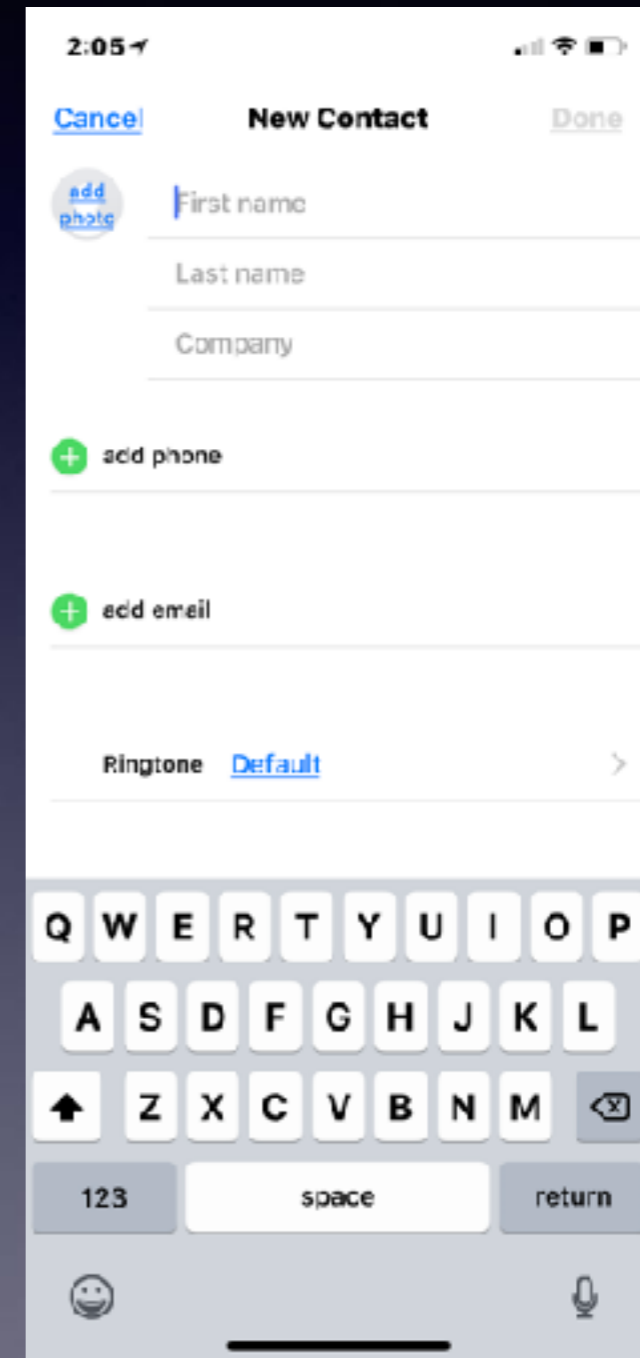 2:05
Cancel New Contact Done
add
photo
First name
Last name
Company
add phone
add email
Ringtone Default
Q W E R T Y U I O P
A S D F G H J K L
Z X C V B N M
123 space return